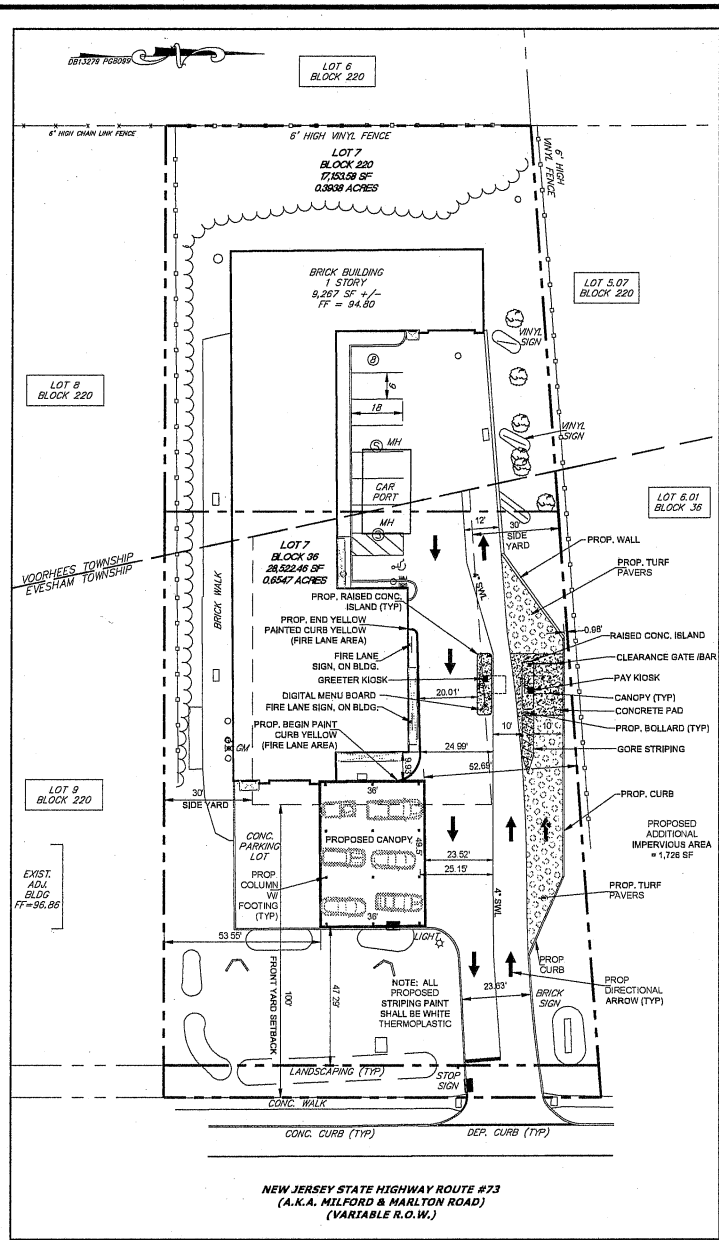 DB13279 PG8099
LOT 6
BLOCK 220
6' HIGH CHAIN LINK FENCE
6' HIGH VINYL FENCE
6' HIGH
VINYL FENCE
LOT 7
BLOCK 220
17,153.58 SF
0.3938 ACRES
BRICK BUILDING
1 STORY
9,267 SF +/-
FF = 94.80
LOT 5.07
BLOCK 220
VINYL
SIGN
8
9'
18
LOT 8
BLOCK 220
VINYL
SIGN
5
MH
CAR
PORT
MH
3
LOT 6.01
BLOCK 36
12'
30'
SIDE
YARD
PROP. WALL
VOORHEES TOWNSHIP
EVESHAM TOWNSHIP
LOT 7
BLOCK 36
28,522.46 SF
0.6547 ACRES
BRICK WALK
4" SWL
PROP. TURF
PAVERS
PROP. RAISED CONC.
ISLAND (TYP)
PROP. END YELLOW
PAINTED CURB YELLOW
(FIRE LANE AREA)
0.96'
RAISED CONC. ISLAND
CLEARANCE GATE /BAR
FIRE LANE
SIGN, ON BLDG.
GREETER KIOSK
PAY KIOSK
CANOPY (TYP)
DIGITAL MENU BOARD
20.01'
CONCRETE PAD
FIRE LANE SIGN, ON BLDG.
PROP. BOLLARD (TYP)
PROP. BEGIN PAINT
CURB YELLOW
(FIRE LANE AREA)
10'
10'
GM
24.99'
GORE STRIPING
9.93'
52.69'
LOT 9
BLOCK 220
30'
SIDE YARD
36'
PROP. CURB
CONC.
PARKING
LOT
PROPOSED CANOPY
49.5'
PROPOSED
ADDITIONAL
IMPERVIOUS AREA
= 1,726 SF
23.52'
25.15'
EXIST.
ADJ.
BLDG
FF=96.86
PROP.
COLUMN
W/
FOOTING
(TYP)
4" SWL
PROP. TURF
PAVERS
36'
53.55'
LIGHT
FRONT YARD SETBACK
100'
47.29'
PROP
CURB
NOTE: ALL
PROPOSED
STRIPING PAINT
SHALL BE WHITE
THERMOPLASTIC
23.63'
BRICK
SIGN
PROP
DIRECTIONAL
ARROW (TYP)
LANDSCAPING (TYP)
STOP
SIGN
CONC. WALK
CONC. CURB (TYP)
DEP. CURB (TYP)
NEW JERSEY STATE HIGHWAY ROUTE #73
(A.K.A. MILFORD & MARLTON ROAD)
(VARIABLE R.O.W.)